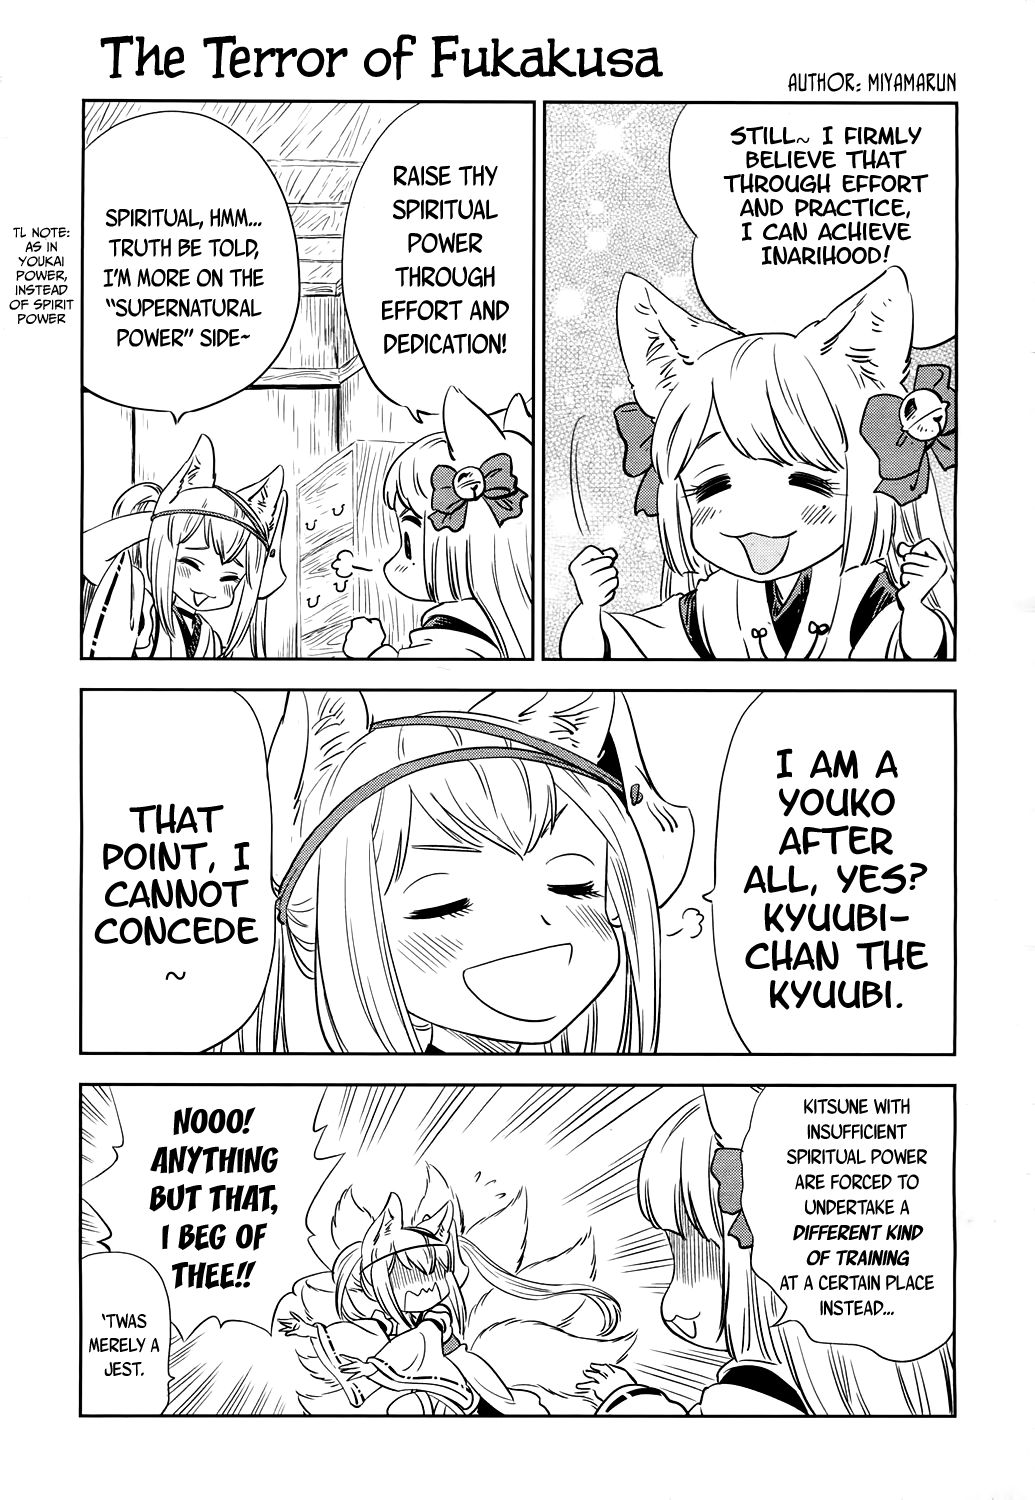 The Terror of Fukakusa
AUTHOR: MIYAMARUN
STILL~ I FIRMLY
BELIEVE THAT
THROUGH EFFORT
AND PRACTICE,
I CAN ACHIEVE
INARIHOOD!
RAISE THY
SPIRITUAL
POWER
THROUGH
EFFORT AND
DEDICATION!
SPIRITUAL, HMM...
TRUTH BE TOLD,
I'M MORE ON THE
"SUPERNATURAL
POWER" SIDE~
TL NOTE:
AS IN
YOUKAI
POWER,
INSTEAD
OF SPIRIT
POWER
I AM A
YOUKO
AFTER
ALL, YES?
KYUUBI-
CHAN THE
KYUUBI.
THAT
POINT, I
CANNOT
CONCEDE
~
KITSUNE WITH
INSUFFICIENT
SPIRITUAL POWER
ARE FORCED TO
UNDERTAKE A
DIFFERENT KIND
OF TRAINING
AT A CERTAIN PLACE
INSTEAD...
NOOO!
ANYTHING
BUT THAT,
I BEG OF
THEE!!
'TWAS
MERELY A
JEST.